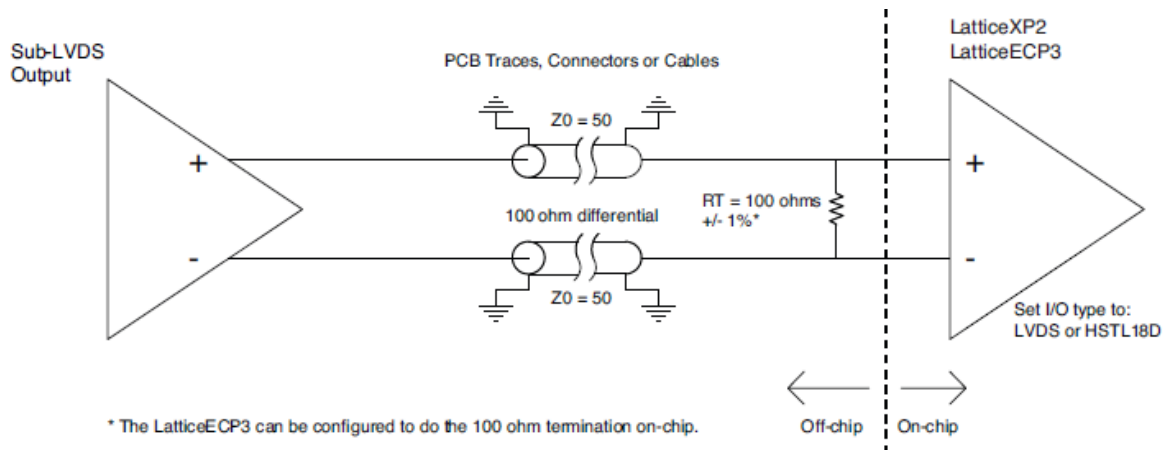 Sub-LVDS
Output
PCB Traces, Connectors or Cables
LatticeXP2
LatticeECP3
Z0 = 50
+
+
RT = 100 ohms
+/- 1%*
100 ohm differential
-
-
Z0 = 50
Set I/O type to:
LVDS or HSTL18D
* The LatticeECP3 can be configured to do the 100 ohm termination on-chip.
Off-chip
On-chip